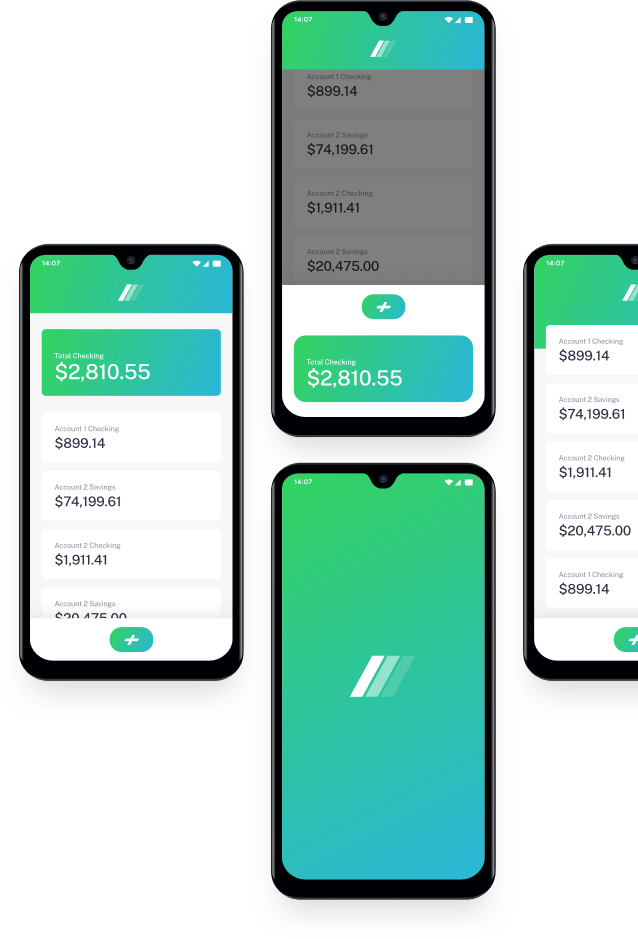 14:07
Account 1 Checking
$899.14
Account 2 Savings
$74,199.61
Account 2 Checking
$1,911.41
Account 2 Savings
$20,475.00
Total Checking
$2,810.55
14:07
Total Checking
$2,810.55
Account 1 Checking
$899.14
Account 2 Savings
$74,199.61
Account 2 Checking
$1,911.41
Account 2 Savings
$20,475.00
14:07
14:07
Account 1 Checking
$899.14
Account 2 Savings
$74,199.61
Account 2 Checking
$1,911.41
Account 2 Savings
$20,475.00
Account 1 Checking
$899.14